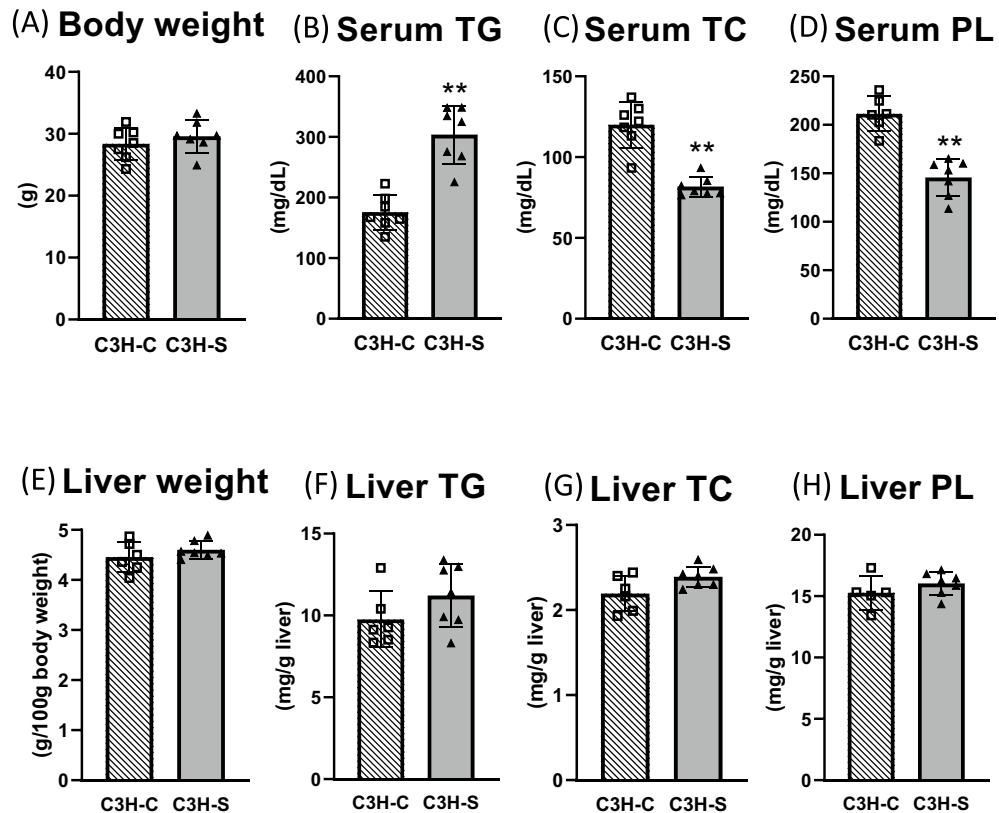 (A) Body weight
(g)
40
30
20
10
0
C3H-C C3H-S
(B) Serum TG
(mg/dL)
400
300
200
100
0
**
C3H-C C3H-S
(C) Serum TC
(mg/dL)
150
100
50
0
**
C3H-C C3H-S
(D) Serum PL
(mg/dL)
250
200
150
100
50
0
**
C3H-C C3H-S
(E) Liver weight
(g/100g body weight)
5
4
3
2
1
0
C3H-C C3H-S
(F) Liver TG
(mg/g liver)
15
10
5
0
C3H-C C3H-S
(G) Liver TC
(mg/g liver)
3
2
1
0
C3H-C C3H-S
(H) Liver PL
(mg/g liver)
20
15
10
5
0
C3H-C C3H-S